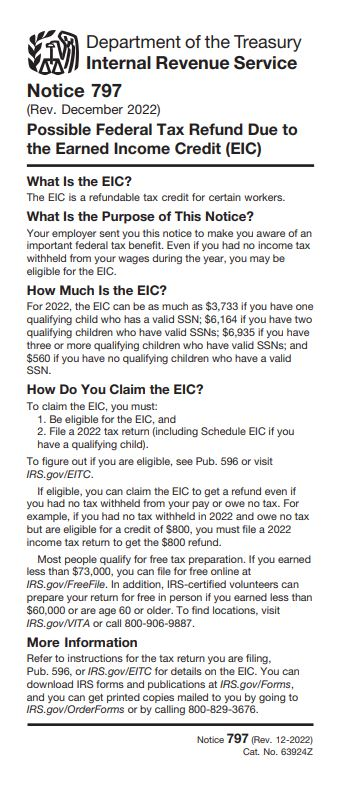 Department of the Treasury
Internal Revenue Service
Notice 797
(Rev. December 2022)
Possible Federal Tax Refund Due to
the Earned Income Credit (EIC)
What Is the EIC?
The EIC is a refundable tax credit for certain workers.
What Is the Purpose of This Notice?
Your employer sent you this notice to make you aware of an
important federal tax benefit. Even if you had no income tax
withheld from your wages during the year, you may be
eligible for the EIC.
How Much Is the EIC?
For 2022, the EIC can be as much as $3,733 if you have one
qualifying child who has a valid SSN; $6,164 if you have two
qualifying children who have valid SSNs; $6,935 if you have
three or more qualifying children who have valid SSNs; and
$560 if you have no qualifying children who have a valid
SSN.
How Do You Claim the EIC?
To claim the EIC, you must:
1. Be eligible for the EIC, and
2. File a 2022 tax return (including Schedule EIC if you
have a qualifying child).
To figure out if you are eligible, see Pub. 596 or visit
IRS.gov/EITC.
If eligible, you can claim the EIC to get a refund even if
you had no tax withheld from your pay or owe no tax. For
example, if you had no tax withheld in 2022 and owe no tax
but are eligible for a credit of $800, you must file a 2022
income tax return to get the $800 refund.
Most people qualify for free tax preparation. If you earned
less than $73,000, you can file for free online at
IRS.gov/FreeFile. In addition, IRS-certified volunteers can
prepare your return for free in person if you earned less than
$60,000 or are age 60 or older. To find locations, visit
IRS.gov/VITA or call 800-906-9887.
More Information
Refer to instructions for the tax return you are filing,
Pub. 596, or IRS.gov/EITC for details on the EIC. You can
download IRS forms and publications at IRS.gov/Forms,
and you can get printed copies mailed to you by going to
IRS.gov/OrderForms or by calling 800-829-3676.
Notice 797 (Rev. 12-2022)
Cat. No. 63924Z